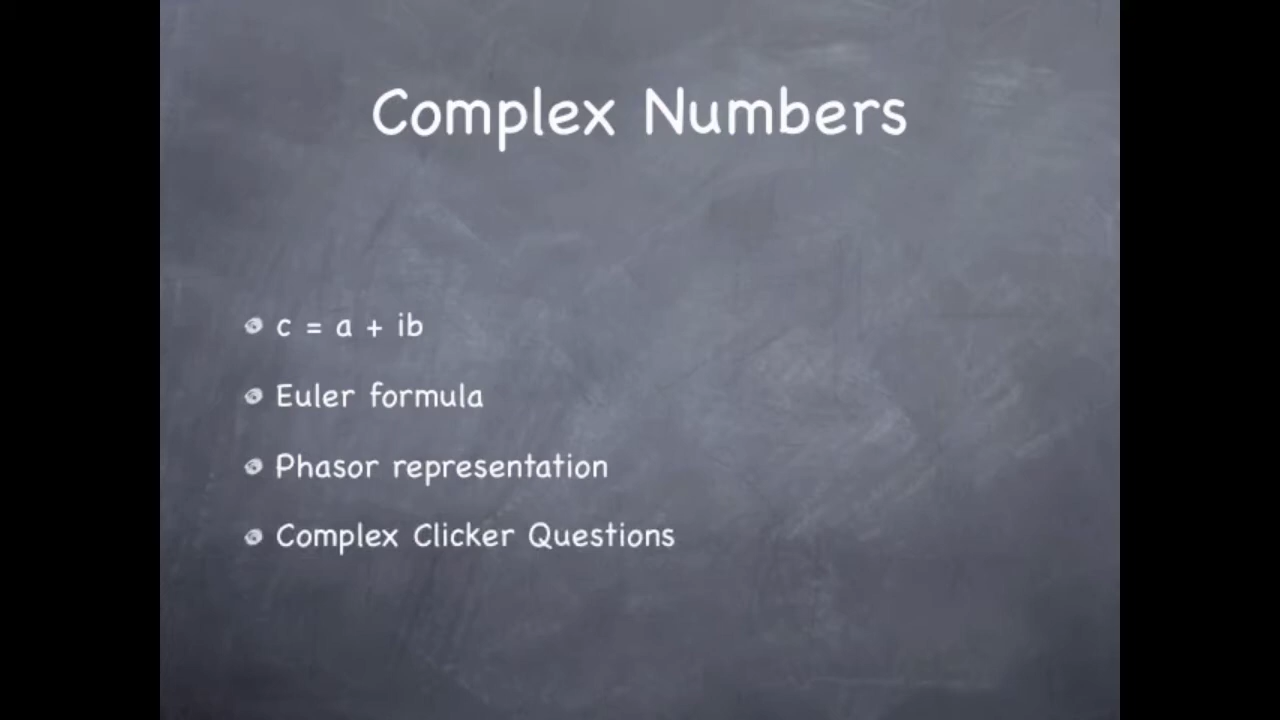 Complex Numbers
c = a + ib
Euler formula
Phasor representation
Complex Clicker Questions